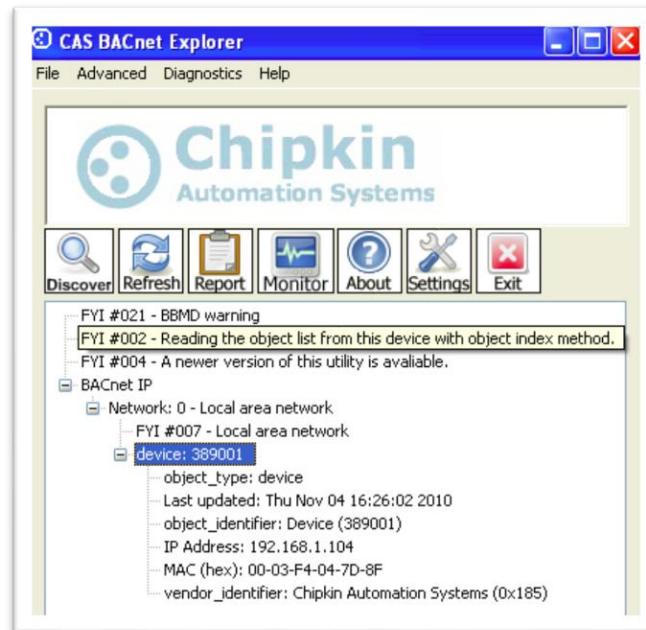 CAS BACnet Explorer
File Advanced Diagnostics Help
Chipkin
Automation Systems
Discover Refresh Report Monitor About Settings Exit
FYI #021 - BBMD warning
FYI #002 - Reading the object list from this device with object index method.
FYI #004 - A newer version of this utility is avaliable.
BACnet IP
Network: 0 - Local area network
FYI #007 - Local area network
device: 389001
object_type: device
Last updated: Thu Nov 04 16:26:02 2010
object_identifier: Device (389001)
IP Address: 192.168.1.104
MAC (hex): 00-03-F4-04-7D-8F
vendor_identifier: Chipkin Automation Systems (0x185)